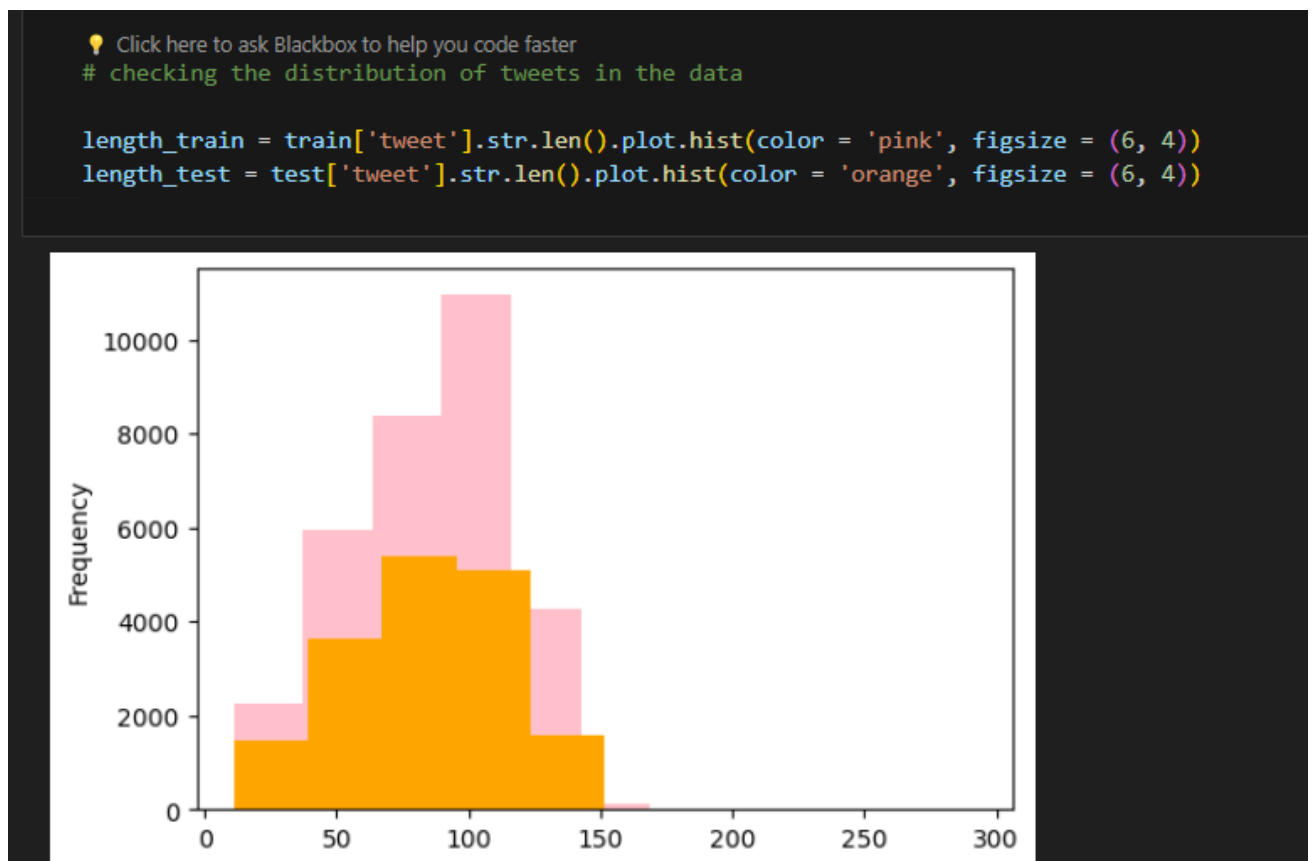 💡 Click here to ask Blackbox to help you code faster
# checking the distribution of tweets in the data
length_train = train['tweet'].str.len().plot.hist(color = 'pink', figsize = (6, 4))
length_test = test['tweet'].str.len().plot.hist(color = 'orange', figsize = (6, 4))
10000
8000
6000
4000
2000
0
Frequency
0 50 100 150 200 250 300